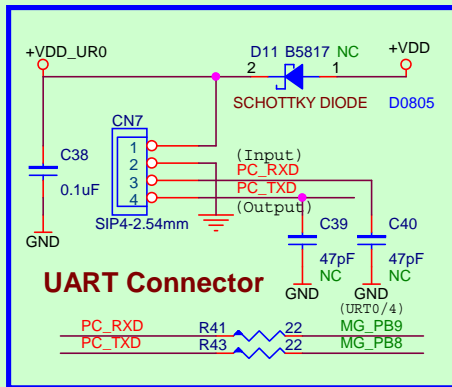 D11 B5817 NC
+VDD_UR0
+VDD
2
1
SCHOTTKY DIODE
D0805
CN7
1
2
3
4
SIP4-2.54mm
C38
0.1uF
GND
(Input)
PC_RXD
PC_TXD
(Output)
C39
47pF
NC
GND
C40
47pF
NC
GND
UART Connector
(URT0/4)
PC_RXD R41 22 MG_PB9
PC_TXD R43 22 MG_PB8